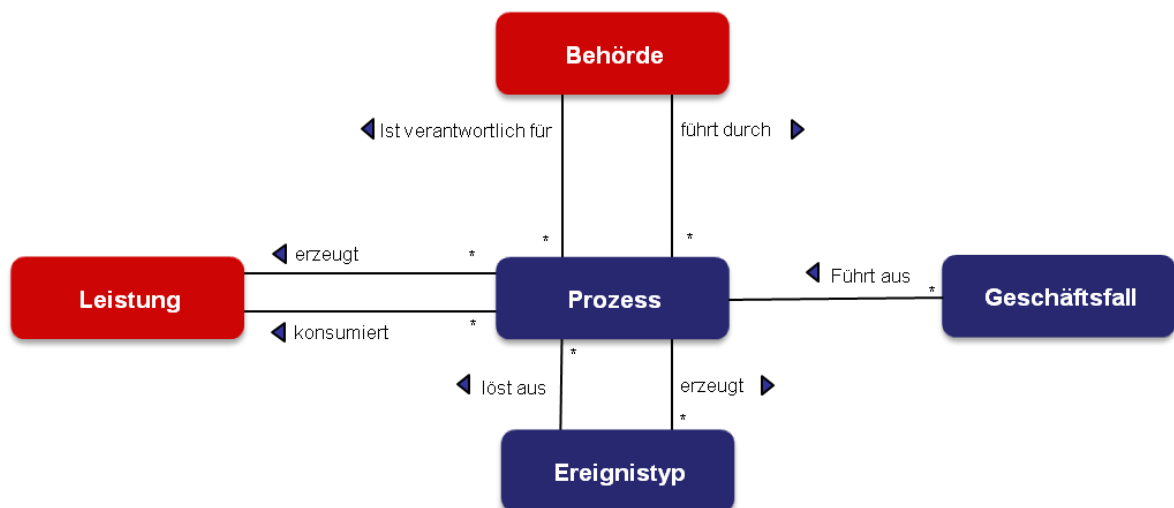 Behörde
Ist verantwortlich für
führt durch
*
*
erzeugt
*
Führt aus
*
Leistung
Prozess
Geschäftsfall
konsumiert
*
*
löst aus
erzeugt
*
Ereignistyp